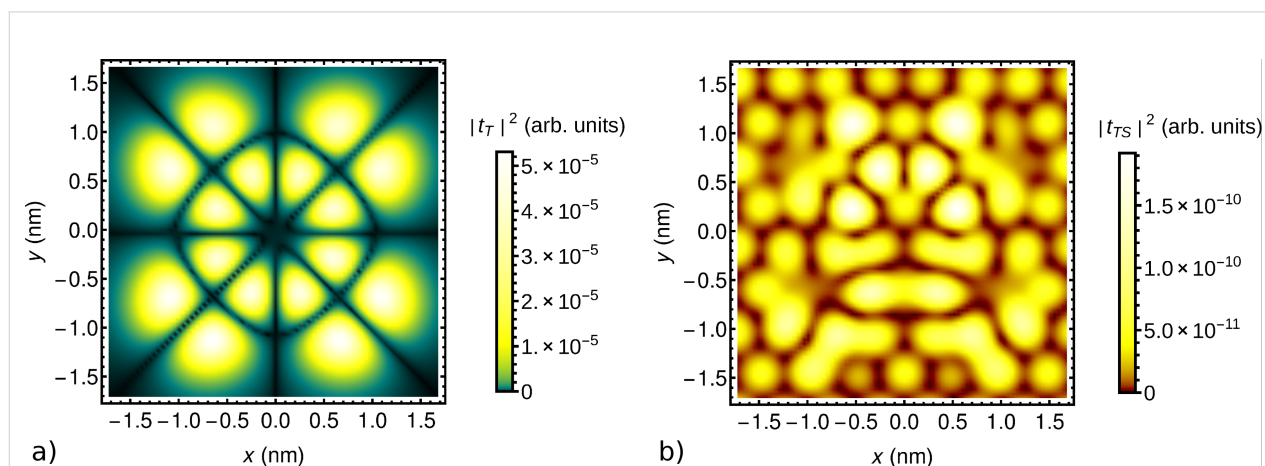 |t_T|² (arb. units)
5. × 10⁻⁵
4. × 10⁻⁵
3. × 10⁻⁵
2. × 10⁻⁵
1. × 10⁻⁵
0
1.5
1.0
0.5
0.0
−0.5
−1.0
−1.5
y (nm)
−1.5 −1.0 −0.5 0.0 0.5 1.0 1.5
x (nm)
a)
|t_TS|² (arb. units)
1.5 × 10⁻¹⁰
1.0 × 10⁻¹⁰
5.0 × 10⁻¹¹
0
1.5
1.0
0.5
0.0
−0.5
−1.0
−1.5
y (nm)
−1.5 −1.0 −0.5 0.0 0.5 1.0 1.5
x (nm)
b)